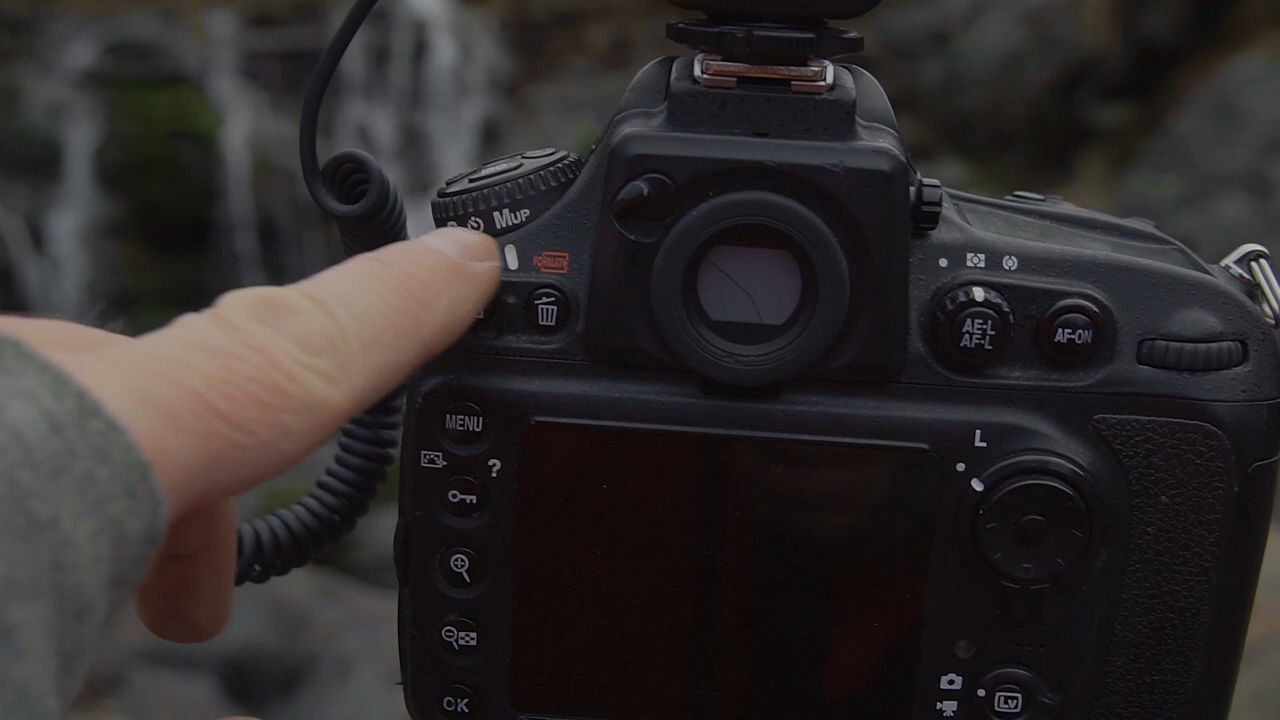 MUP
FORMAT
AE-L
AF-L
AF-ON
MENU
L
?
OK
Lv